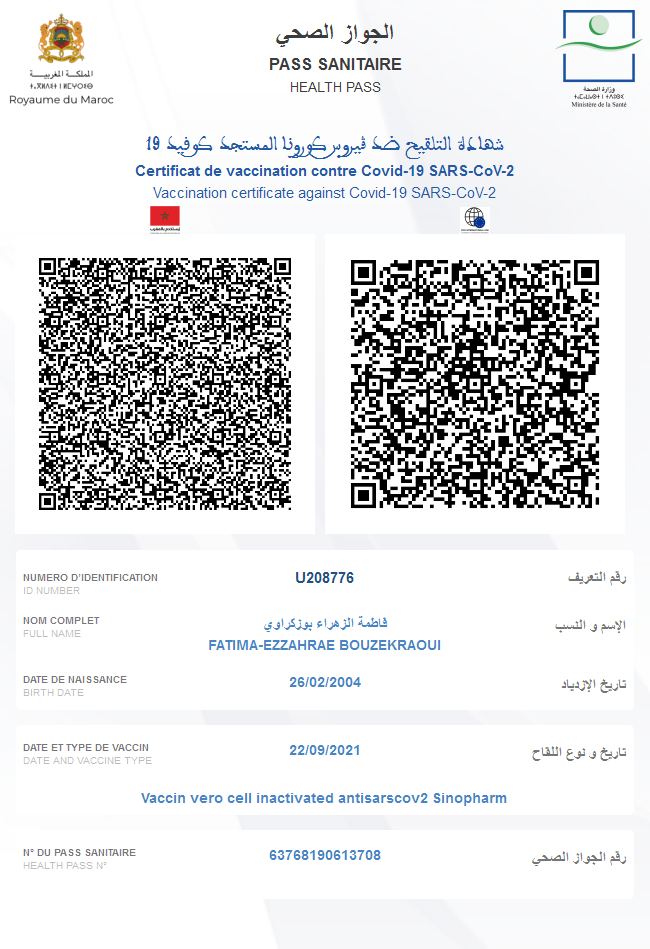 الجواز الصحي
PASS SANITAIRE
HEALTH PASS
المملكة المغربية
ⵜⴰⴳⵍⴷⵉⵜ ⵏ ⵍⵎⵖⵔⵉⴱ
Royaume du Maroc
وزارة الصحة
ⵜⴰⵎⴰⵡⴰⵙⵜ ⵏ ⵜⴷⵓⵙⵉ
Ministère de la Santé
شهادة التلقيح ضد ڤيروس كورونا المستجد كوفيد 19
Certificat de vaccination contre Covid-19 SARS-CoV-2
Vaccination certificate against Covid-19 SARS-CoV-2
NUMERO D'IDENTIFICATION U208776 رقم التعريف
ID NUMBER
NOM COMPLET فاطمة الزهراء بوزكراوي الإسم و النسب
FULL NAME
FATIMA-EZZAHRAE BOUZEKRAOUI
DATE DE NAISSANCE 26/02/2004 تاريخ الإزدياد
BIRTH DATE
DATE ET TYPE DE VACCIN 22/09/2021 تاريخ و نوع اللقاح
DATE AND VACCINE TYPE
Vaccin vero cell inactivated antisarscov2 Sinopharm
N° DU PASS SANITAIRE 63768190613708 رقم الجواز الصحي
HEALTH PASS N°